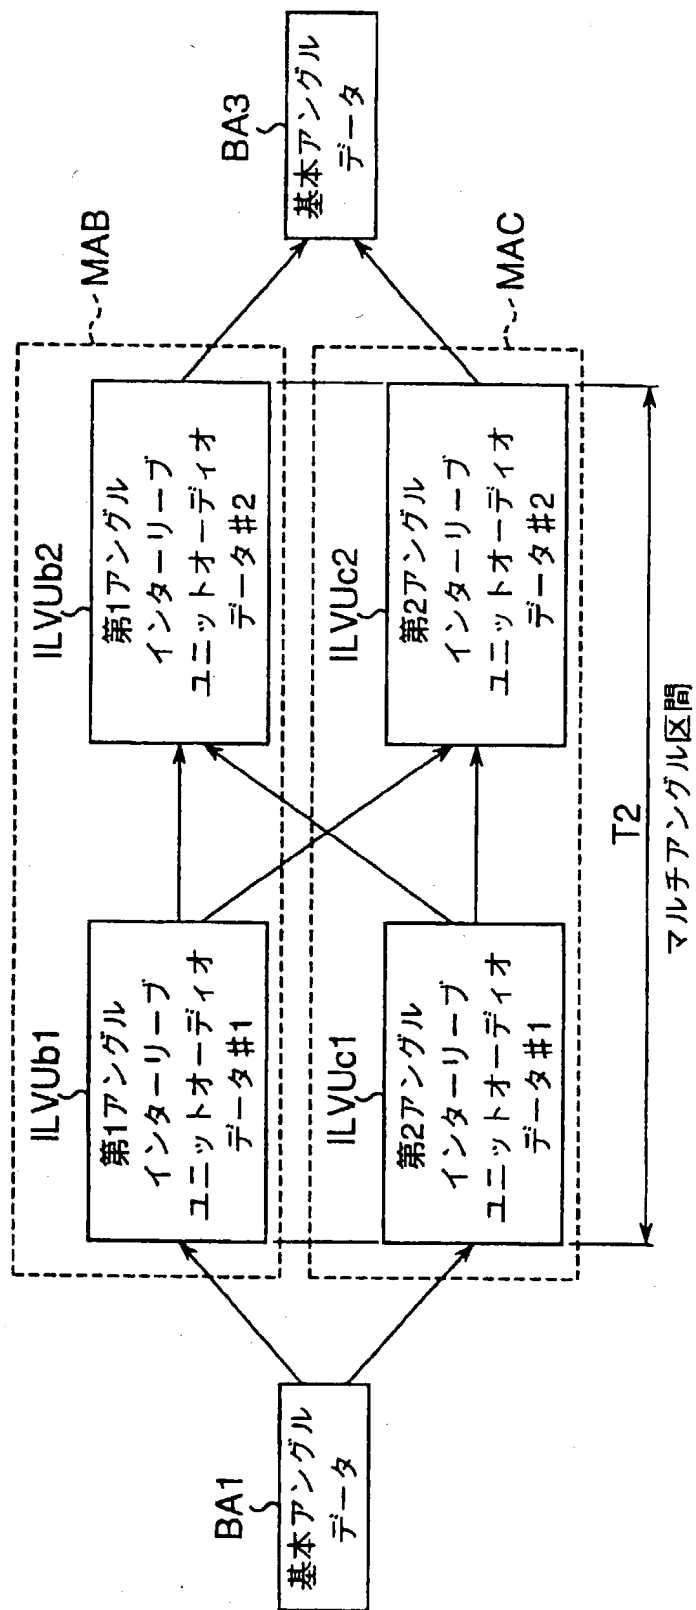 BA1
基本アングル
データ
MAB
ILVUb1
第1アングル
インターリーブ
ユニットオーディオ
データ#1
ILVUb2
第1アングル
インターリーブ
ユニットオーディオ
データ#2
MAC
ILVUc1
第2アングル
インターリーブ
ユニットオーディオ
データ#1
ILVUc2
第2アングル
インターリーブ
ユニットオーディオ
データ#2
BA3
基本アングル
データ
T2
マルチアングル区間